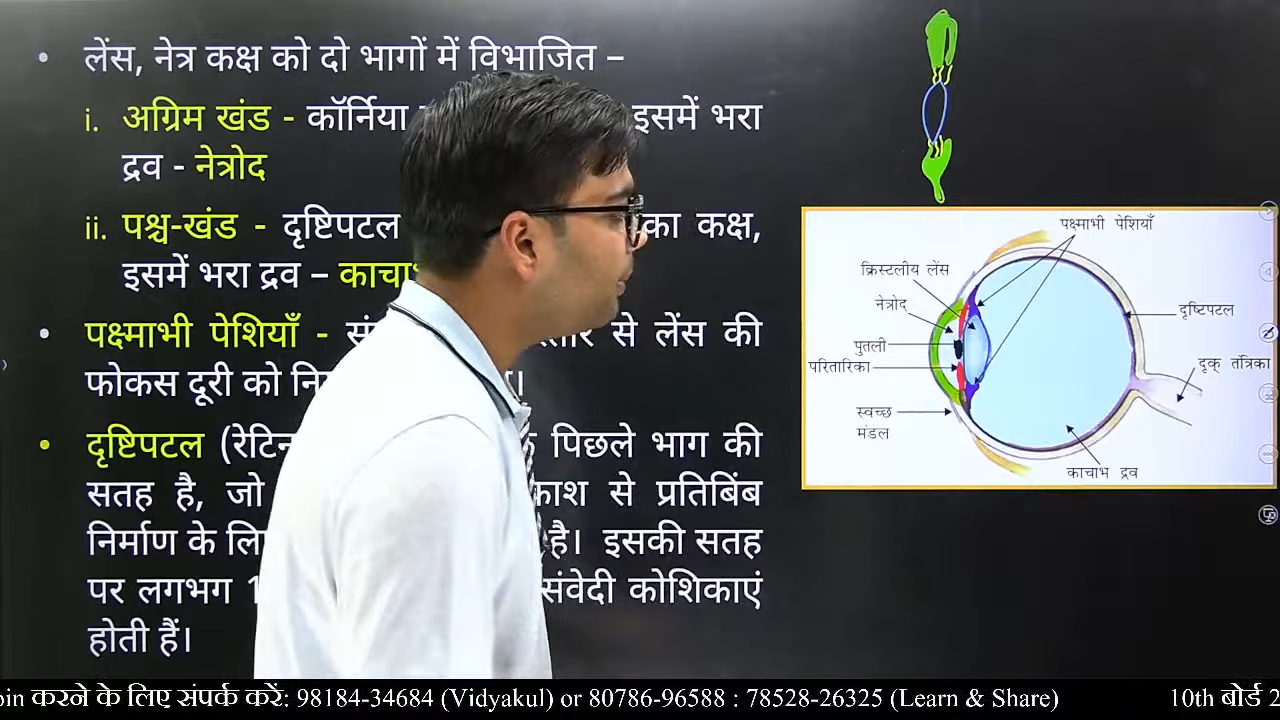 • लेंस, नेत्र कक्ष को दो भागों में विभाजित –
i. अग्रिम खंड - कॉर्निया इसमें भरा
द्रव - नेत्रोद
ii. पश्च-खंड - दृष्टिपटल का कक्ष,
इसमें भरा द्रव –
• पक्ष्माभी पेशियाँ - से लेंस की
फोकस दूरी को
• दृष्टिपटल पिछले भाग की
सतह है, जो से प्रतिबिंब
निर्माण के है। इसकी सतह
पर लगभग संवेदी कोशिकाएं
होती हैं।
पक्ष्माभी पेशियाँ
क्रिस्टलीय लेंस
नेत्रोद
दृष्टिपटल
पुतली
परितारिका
दृक् तंत्रिका
स्वच्छ
मंडल
काचाभ द्रव
करने के लिए संपर्क करें: 98184-34684 (Vidyakul) or 80786-96588 : 78528-26325 (Learn & Share) 10th बोर्ड